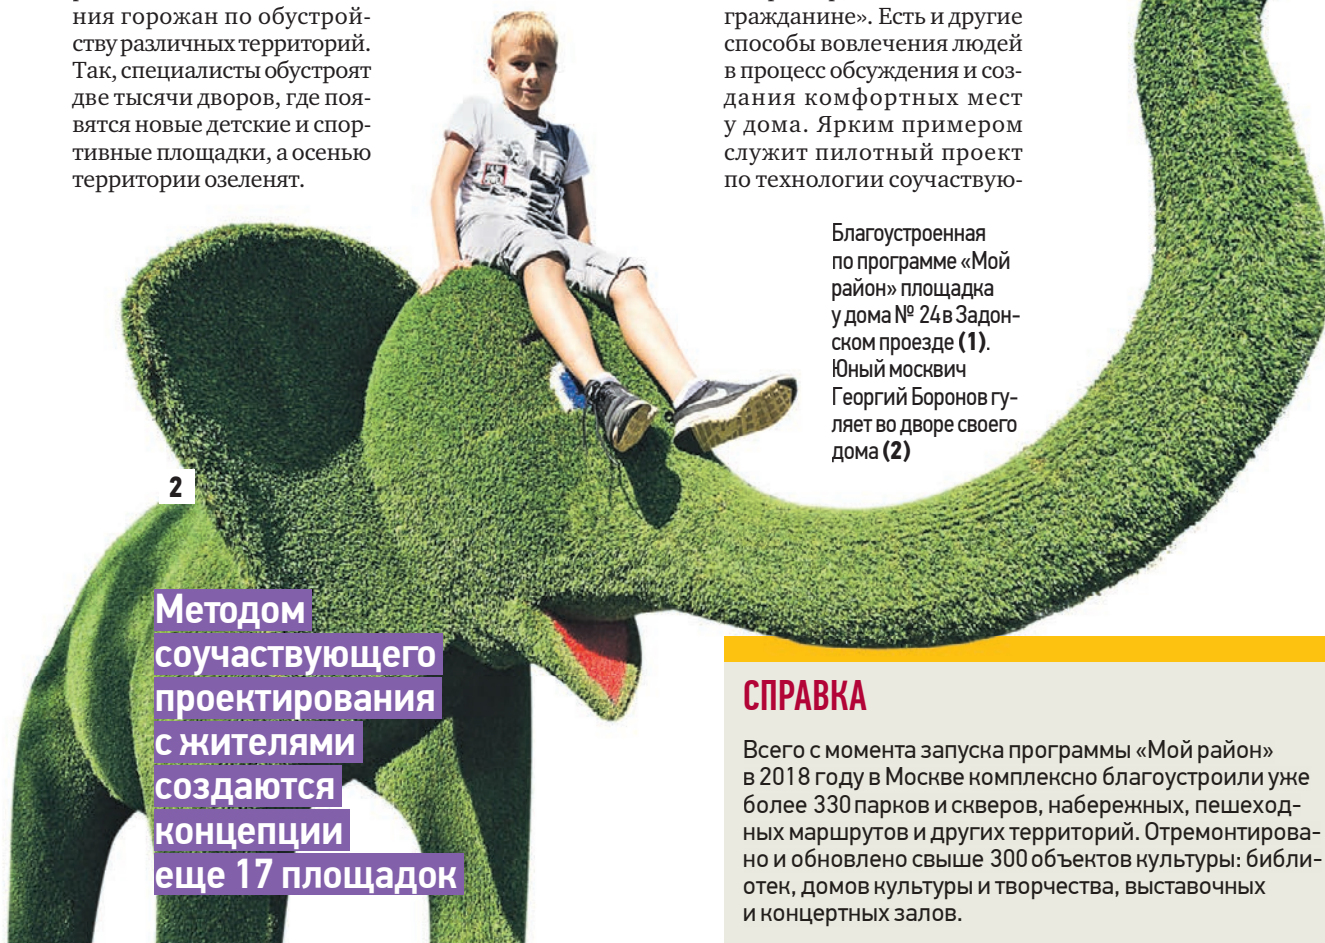 ния горожан по обустрой-
ству различных территорий.
Так, специалисты обустроят
две тысячи дворов, где поя-
вятся новые детские и спор-
тивные площадки, а осенью
территории озеленят.
гражданине». Есть и другие
способы вовлечения людей
в процесс обсуждения и соз-
дания комфортных мест
у дома. Ярким примером
служит пилотный проект
по технологии соучаствую-
Благоустроенная
по программе «Мой
район» площадка
у дома № 24 в Задон-
ском проезде (1).
Юный москвич
Георгий Боронов гу-
ляет во дворе своего
дома (2)
2
Методом
соучаствующего
проектирования
с жителями
создаются
концепции
еще 17 площадок
СПРАВКА
Всего с момента запуска программы «Мой район»
в 2018 году в Москве комплексно благоустроили уже
более 330 парков и скверов, набережных, пешеход-
ных маршрутов и других территорий. Отремонтирова-
но и обновлено свыше 300 объектов культуры: библи-
отек, домов культуры и творчества, выставочных
и концертных залов.